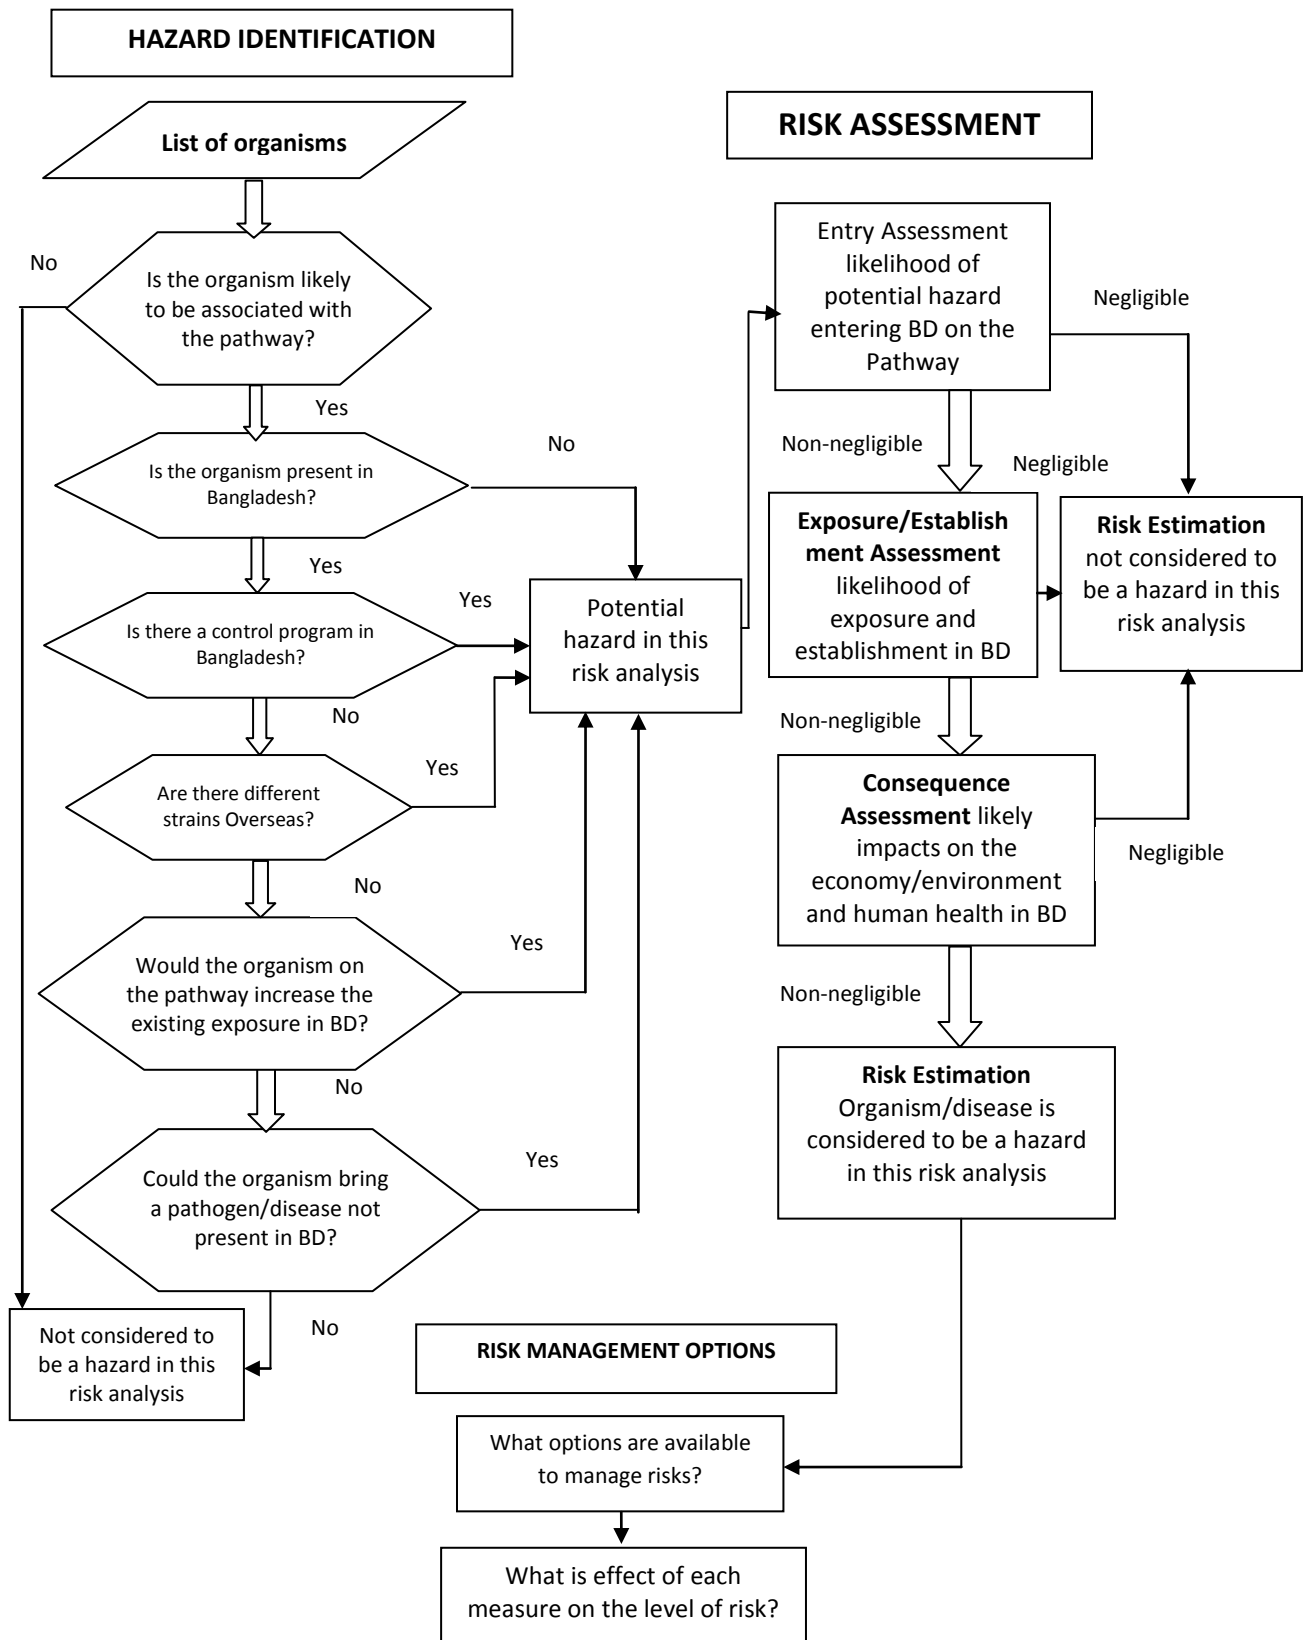 HAZARD IDENTIFICATION
List of organisms
No
Is the organism likely
to be associated with
the pathway?
Yes
Is the organism present in
Bangladesh?
No
Yes
Is there a control program in
Bangladesh?
Yes
No
Are there different
strains Overseas?
Yes
No
Would the organism on
the pathway increase the
existing exposure in BD?
Yes
No
Could the organism bring
a pathogen/disease not
present in BD?
Yes
No
Not considered to
be a hazard in this
risk analysis
Potential
hazard in this
risk analysis
RISK ASSESSMENT
Entry Assessment
likelihood of
potential hazard
entering BD on the
Pathway
Negligible
Non-negligible
Negligible
Exposure/Establish
ment Assessment
likelihood of
exposure and
establishment in BD
Risk Estimation
not considered to
be a hazard in this
risk analysis
Non-negligible
Consequence
Assessment likely
impacts on the
economy/environment
and human health in BD
Negligible
Non-negligible
Risk Estimation
Organism/disease is
considered to be a hazard
in this risk analysis
RISK MANAGEMENT OPTIONS
What options are available
to manage risks?
What is effect of each
measure on the level of risk?